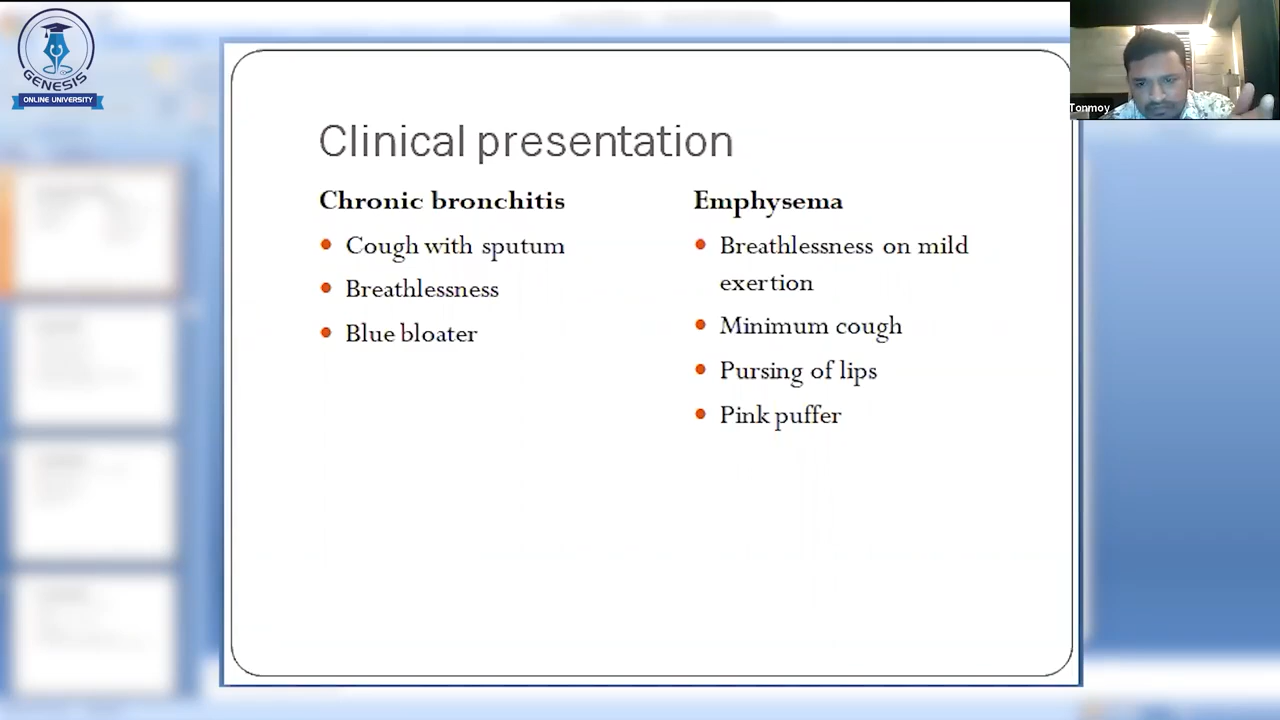 GENESIS
ONLINE UNIVERSITY
Tonmoy
Clinical presentation
Chronic bronchitis
Cough with sputum
Breathlessness
Blue bloater
Emphysema
Breathlessness on mild
exertion
Minimum cough
Pursing of lips
Pink puffer